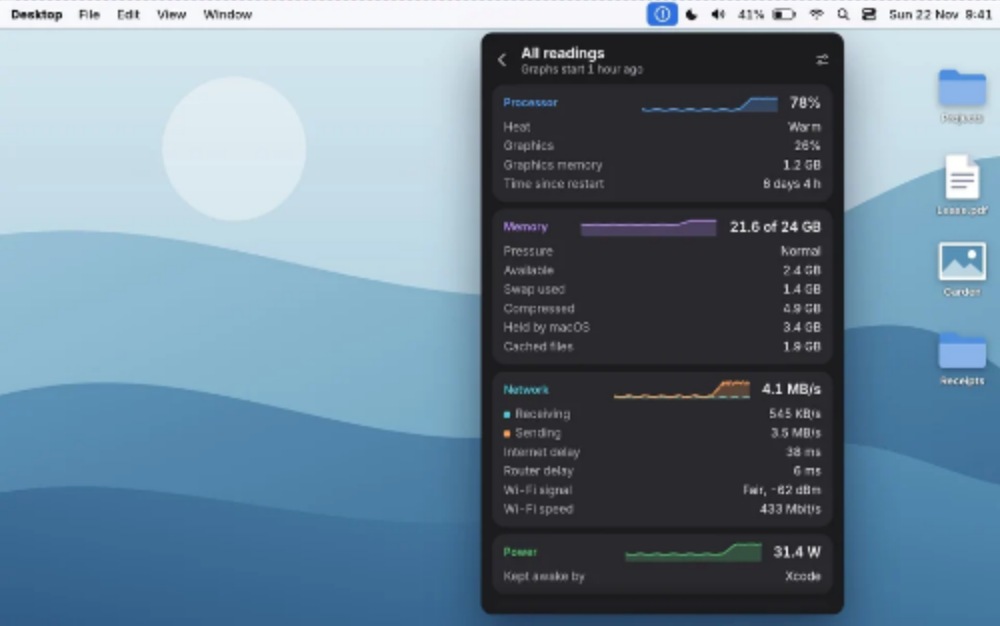 Desktop File Edit View Window 41% Sun 22 Nov 9:41
All readings
Graphs start 1 hour ago
Processor 78%
Heat Warm
Graphics 26%
Graphics memory 1.2 GB
Time since restart 8 days 4 h
Memory 21.6 of 24 GB
Pressure Normal
Available 2.4 GB
Swap used 1.4 GB
Compressed 4.9 GB
Held by macOS 3.4 GB
Cached files 1.9 GB
Network 4.1 MB/s
Receiving 545 KB/s
Sending 3.5 MB/s
Internet delay 38 ms
Router delay 6 ms
Wi-Fi signal Fair, -62 dBm
Wi-Fi speed 433 Mbit/s
Power 31.4 W
Kept awake by Xcode
Projects
Lease.pdf
Garden
Receipts